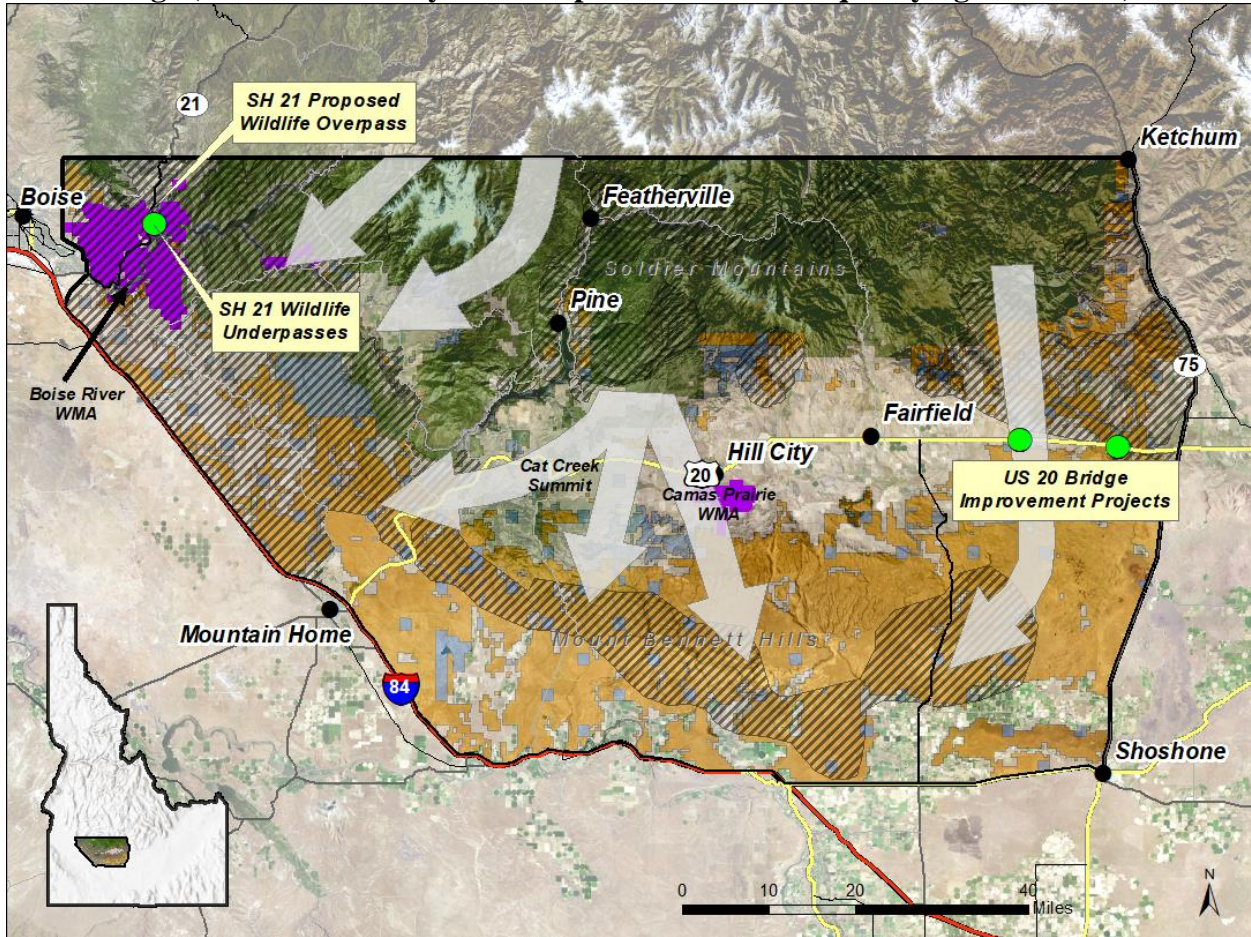 21
SH 21 Proposed
Wildlife Overpass
Ketchum
Boise
Featherville
Soldier Mountains
SH 21 Wildlife
Underpasses
Pine
75
Boise River
WMA
Fairfield
Hill City
20
Cat Creek
Summit
Camas Prairie
WMA
US 20 Bridge
Improvement Projects
Mountain Home
Mount Bennett Hills
84
Shoshone
N
0 10 20 40
Miles